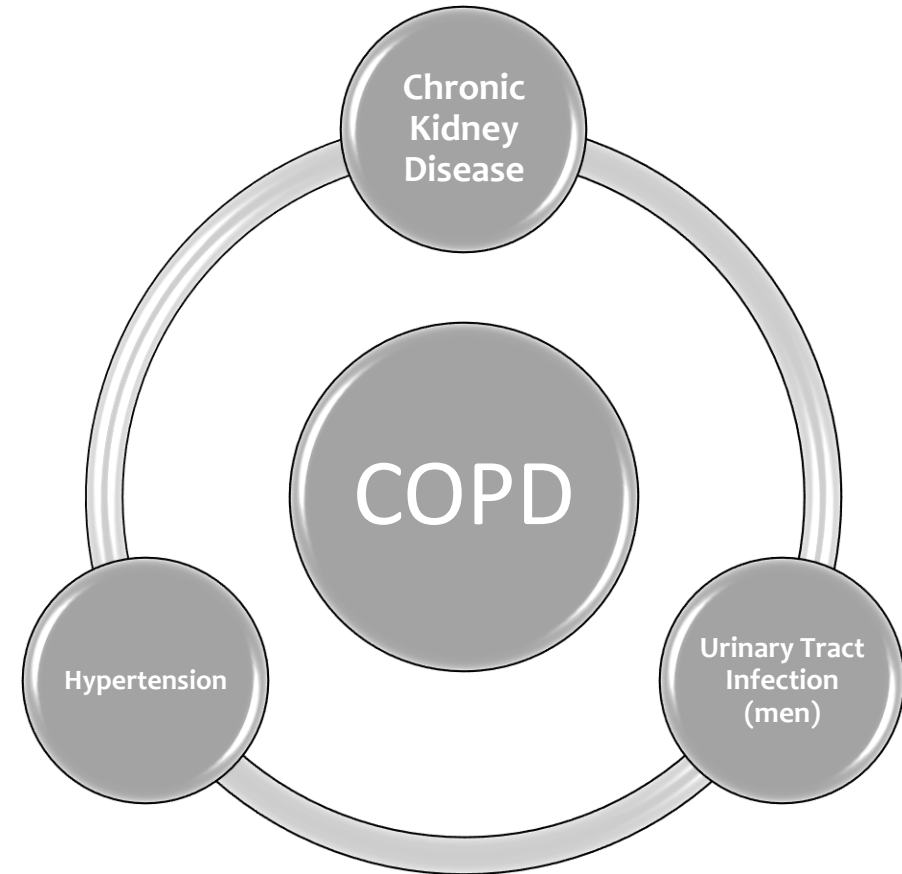 Chronic
Kidney
Disease
COPD
Hypertension
Urinary Tract
Infection
(men)